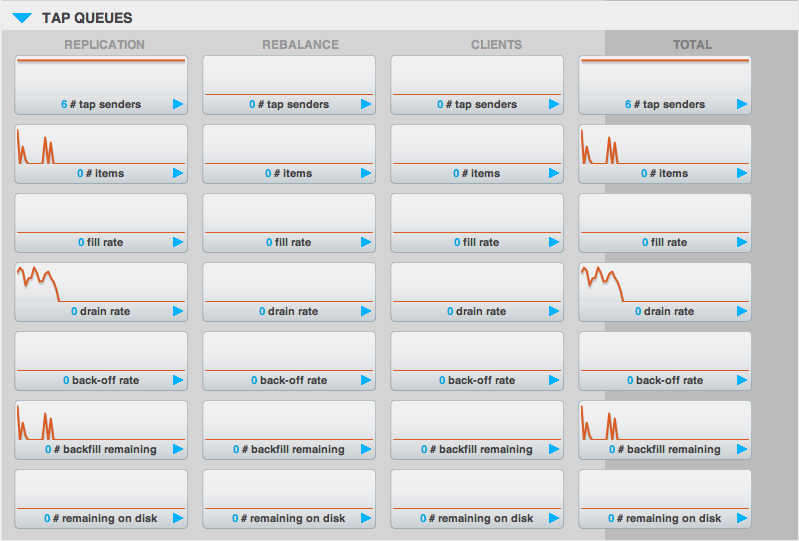 TAP QUEUES
REPLICATION REBALANCE CLIENTS TOTAL
6 # tap senders 0 # tap senders 0 # tap senders 6 # tap senders
0 # items 0 # items 0 # items 0 # items
0 fill rate 0 fill rate 0 fill rate 0 fill rate
0 drain rate 0 drain rate 0 drain rate 0 drain rate
0 back-off rate 0 back-off rate 0 back-off rate 0 back-off rate
0 # backfill remaining 0 # backfill remaining 0 # backfill remaining 0 # backfill remaining
0 # remaining on disk 0 # remaining on disk 0 # remaining on disk 0 # remaining on disk